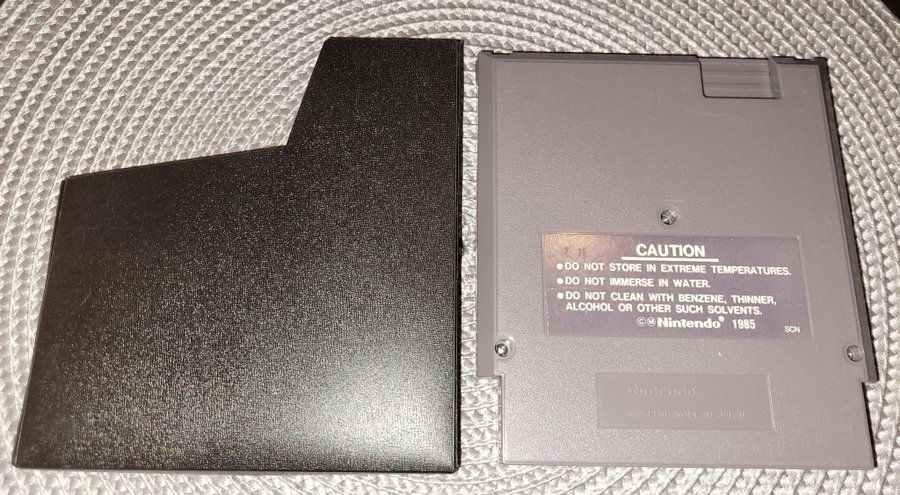 CAUTION
●DO NOT STORE IN EXTREME TEMPERATURES.
●DO NOT IMMERSE IN WATER.
●DO NOT CLEAN WITH BENZENE, THINNER,
ALCOHOL OR OTHER SUCH SOLVENTS.
©Ⓜ Nintendo® 1985
SCN
Nintendo